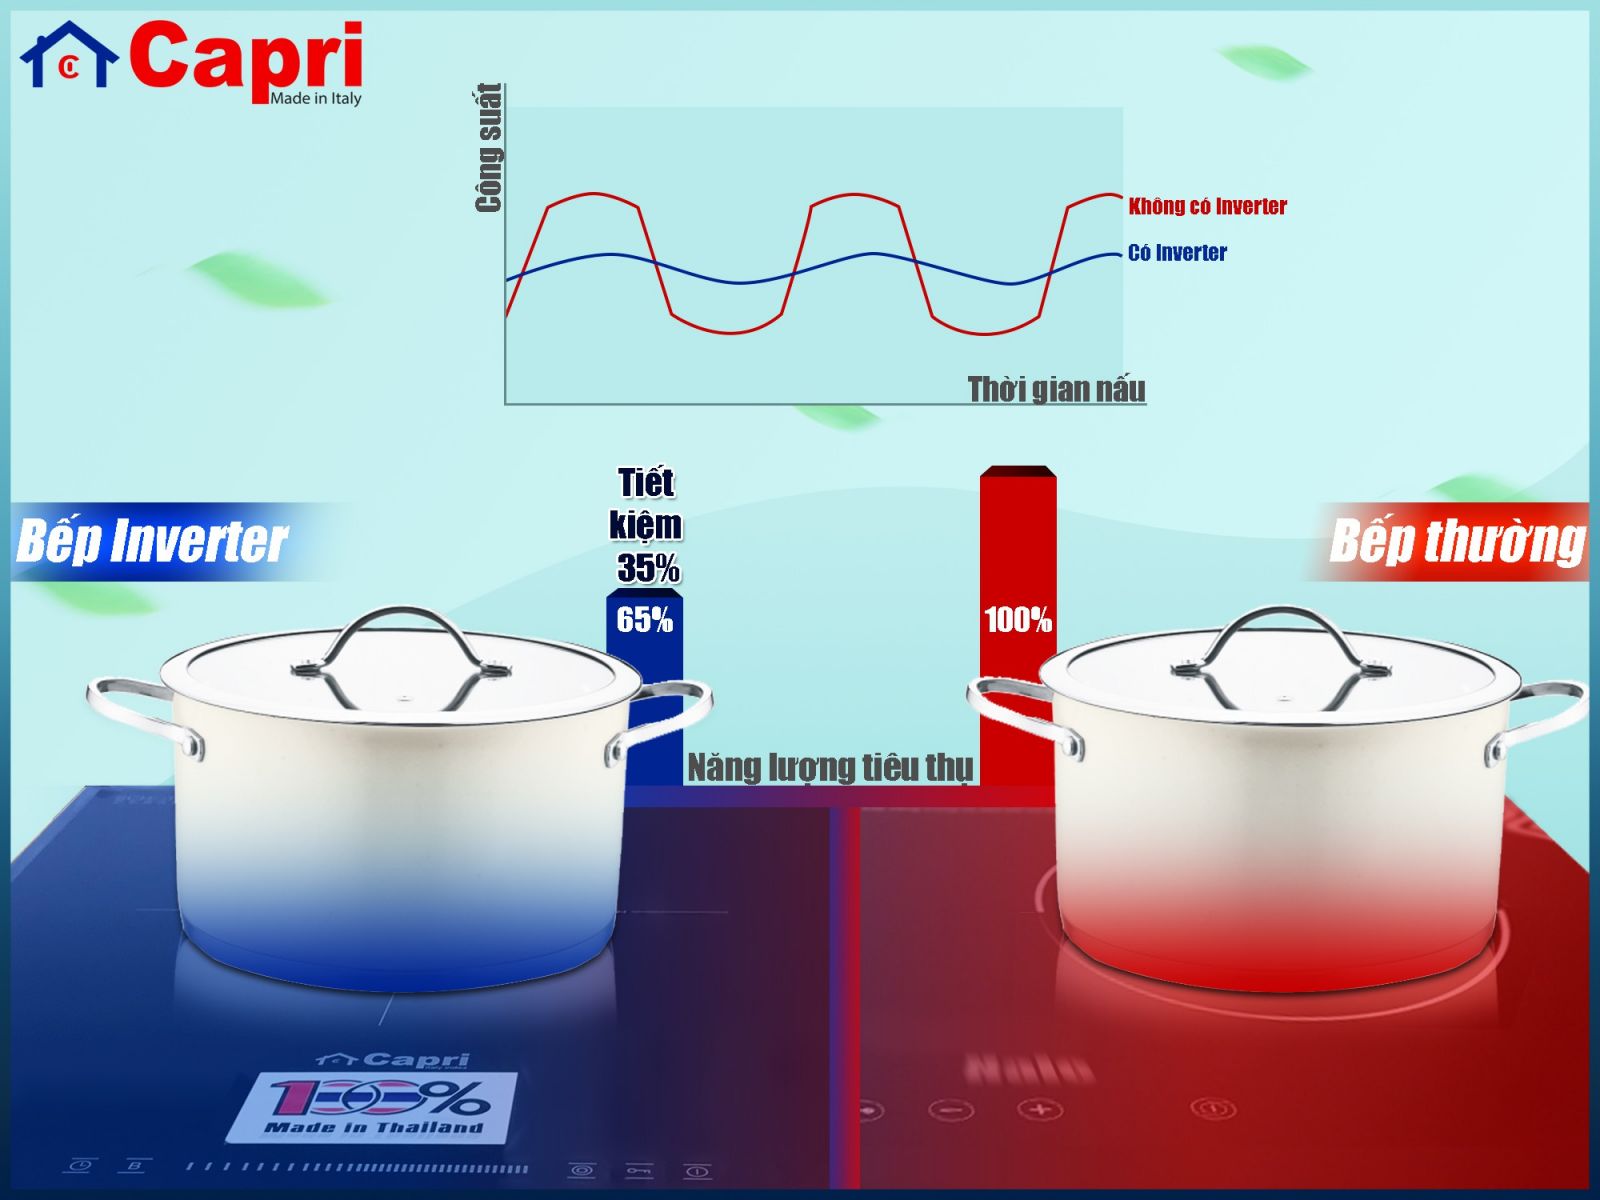 Capri
Made in Italy
Công suất
Không có Inverter
Có Inverter
Thời gian nấu
Bếp Inverter
Tiết
kiệm
35%
65%
100%
Bếp thường
Năng lượng tiêu thụ
Capri
100%
Made in Thailand
B